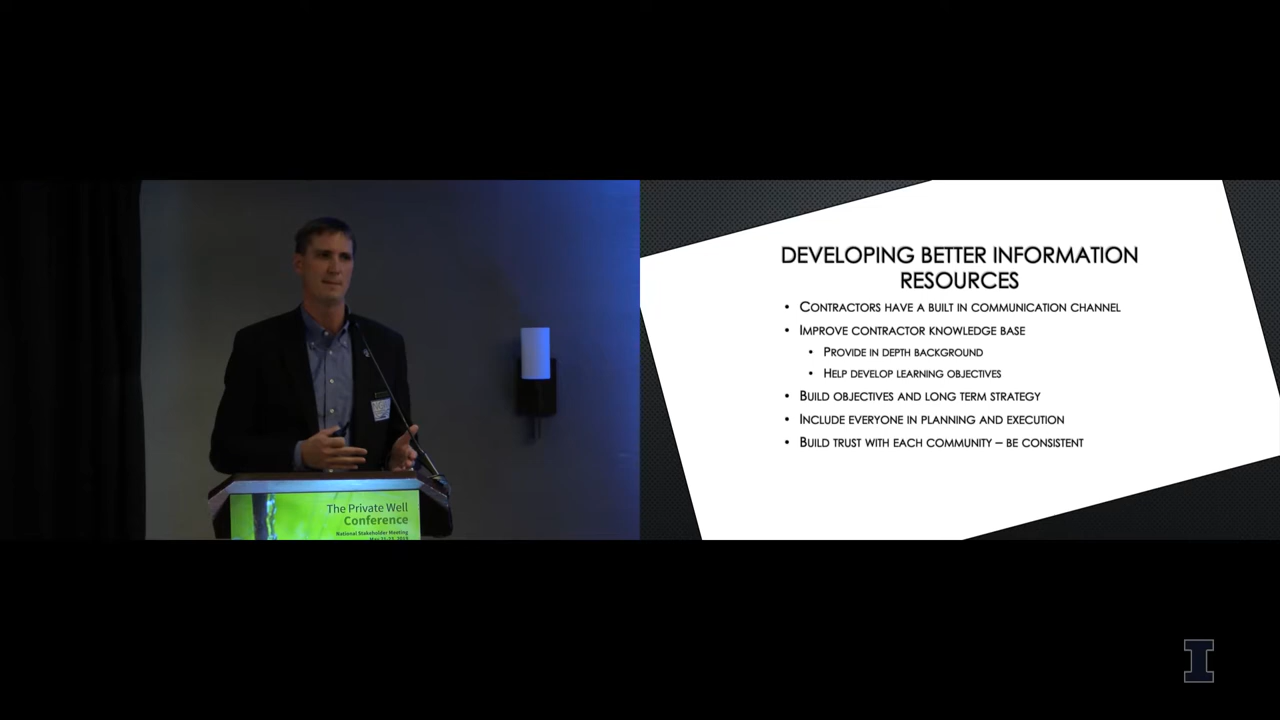 The Private Well
Conference
National Stakeholder Meeting
DEVELOPING BETTER INFORMATION
RESOURCES
• CONTRACTORS HAVE A BUILT IN COMMUNICATION CHANNEL
• IMPROVE CONTRACTOR KNOWLEDGE BASE
• PROVIDE IN DEPTH BACKGROUND
• HELP DEVELOP LEARNING OBJECTIVES
• BUILD OBJECTIVES AND LONG TERM STRATEGY
• INCLUDE EVERYONE IN PLANNING AND EXECUTION
• BUILD TRUST WITH EACH COMMUNITY – BE CONSISTENT
I